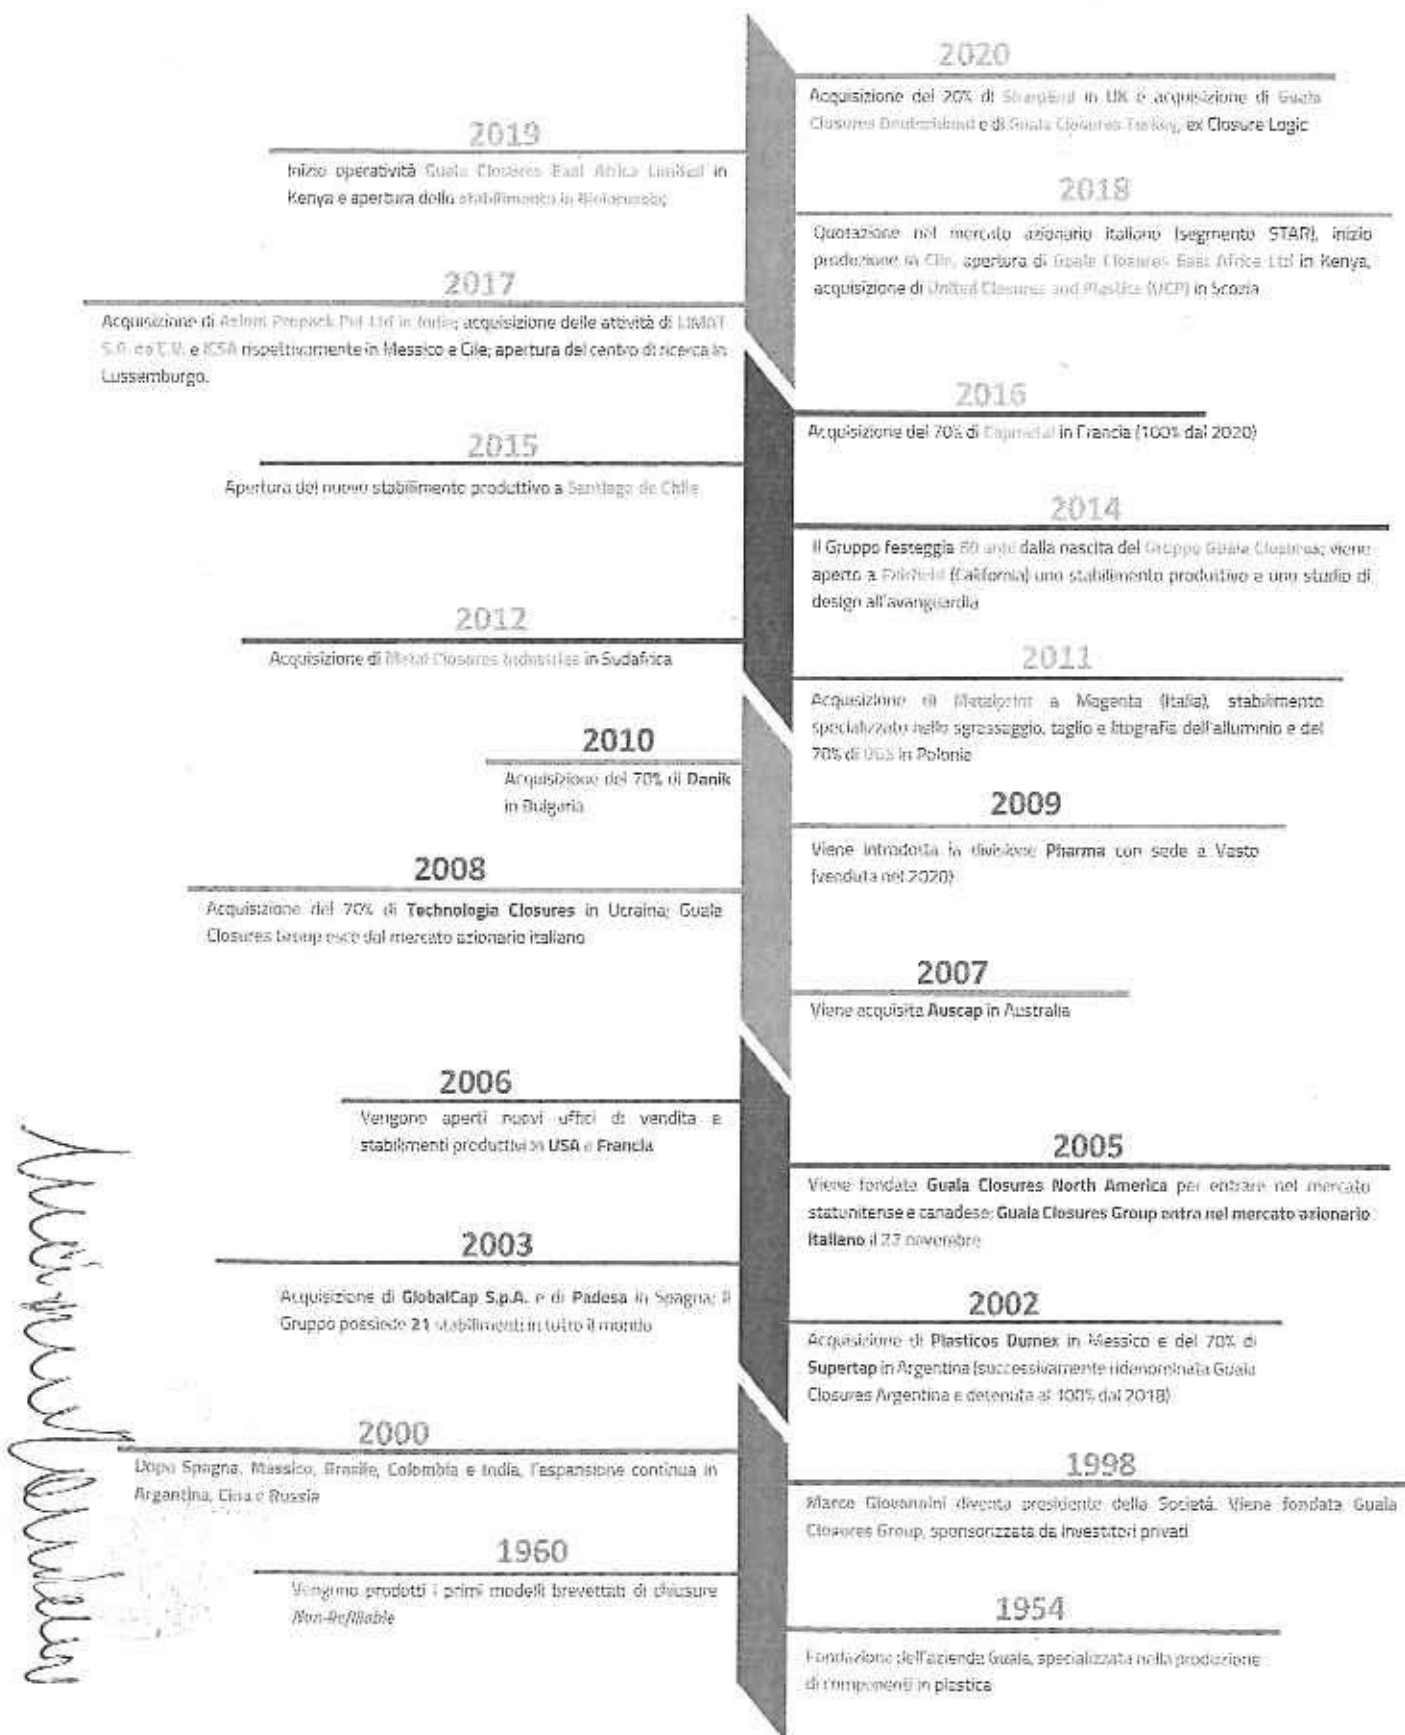 2020
Acquisizione del 20% di SharpEnd in UK e acquisizione di Guala
Closures Deutschland e di Guala Closures Turkey, ex Closure Logic
2019
Inizio operatività Guala Closures East Africa Limited in
Kenya e apertura dello stabilimento in Bielorussia;
2018
Quotazione nel mercato azionario italiano (segmento STAR), inizio
produzione in Cile, apertura di Guala Closures East Africa Ltd in Kenya,
acquisizione di United Closures and Plastics (UCP) in Scozia
2017
Acquisizione di Axiom Propack Pvt Ltd in India; acquisizione delle attività di LIMAT
S.A. de C.V. e ICSA rispettivamente in Messico e Cile; apertura del centro di ricerca in
Lussemburgo.
2016
Acquisizione del 70% di Capmetal in Francia (100% dal 2020)
2015
Apertura del nuovo stabilimento produttivo a Santiago de Chile
2014
Il Gruppo festeggia 60 anni dalla nascita del Gruppo Guala Closures; viene
aperto a Fairfield (California) uno stabilimento produttivo e uno studio di
design all'avanguardia
2012
Acquisizione di Metal Closures Industries in Sudafrica
2011
Acquisizione di Metalprint a Magenta (Italia), stabilimento
specializzato nello sgrassaggio, taglio e litografia dell'alluminio e del
70% di in Polonia
2010
Acquisizione del 70% di Danik
in Bulgaria
2009
Viene introdotta la divisione Pharma con sede a Vasto
(venduta nel 2020)
2008
Acquisizione del 70% di Technologia Closures in Ucraina; Guala
Closures Group esce dal mercato azionario italiano
2007
Viene acquisita Auscap in Australia
2006
Vengono aperti nuovi uffici di vendita e
stabilimenti produttivi in USA e Francia
2005
Viene fondata Guala Closures North America per entrare nel mercato
statunitense e canadese; Guala Closures Group entra nel mercato azionario
italiano il 22 novembre
2003
Acquisizione di GlobalCap S.p.A. e di Padesa in Spagna; il
Gruppo possiede 21 stabilimenti in tutto il mondo
2002
Acquisizione di Plasticos Dumex in Messico e del 70% di
Supertap in Argentina (successivamente ridenominata Guala
Closures Argentina e detenuta al 100% dal 2018)
2000
Dopo Spagna, Messico, Brasile, Colombia e India, l'espansione continua in
Argentina, Cina e Russia
1998
Marco Giovannini diventa presidente della Società. Viene fondata Guala
Closures Group, sponsorizzata da investitori privati
1960
Vengono prodotti i primi modelli brevettati di chiusure
Non-Refillable
1954
Fondazione dell'azienda Guala, specializzata nella produzione
di componenti in plastica